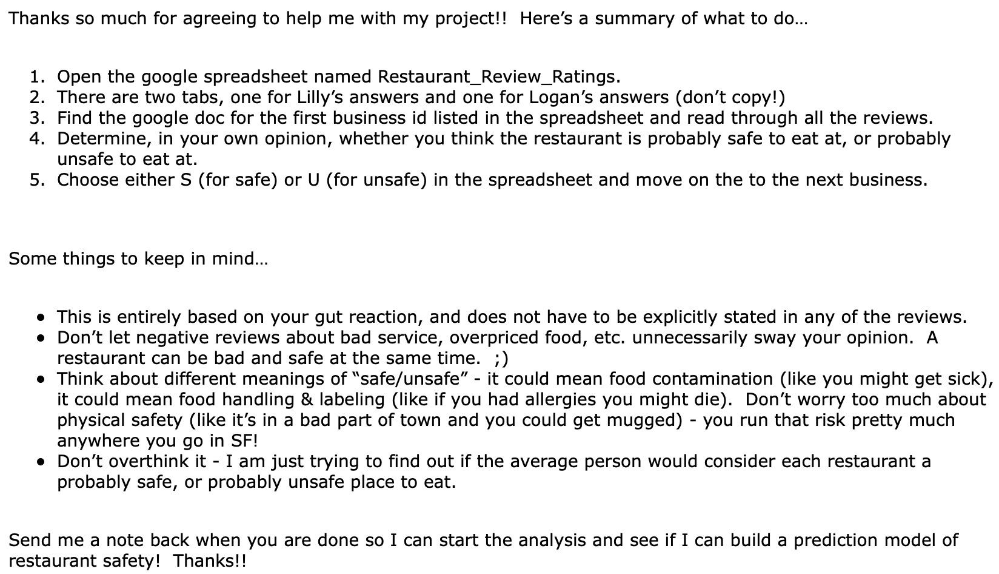 Thanks so much for agreeing to help me with my project!!  Here’s a summary of what to do…
1. Open the google spreadsheet named Restaurant_Review_Ratings.
2. There are two tabs, one for Lilly’s answers and one for Logan’s answers (don’t copy!)
3. Find the google doc for the first business id listed in the spreadsheet and read through all the reviews.
4. Determine, in your own opinion, whether you think the restaurant is probably safe to eat at, or probably
unsafe to eat at.
5. Choose either S (for safe) or U (for unsafe) in the spreadsheet and move on the to the next business.
Some things to keep in mind…
● This is entirely based on your gut reaction, and does not have to be explicitly stated in any of the reviews.
● Don’t let negative reviews about bad service, overpriced food, etc. unnecessarily sway your opinion.  A
restaurant can be bad and safe at the same time.  ;)
● Think about different meanings of “safe/unsafe” - it could mean food contamination (like you might get sick),
it could mean food handling & labeling (like if you had allergies you might die).  Don’t worry too much about
physical safety (like it’s in a bad part of town and you could get mugged) - you run that risk pretty much
anywhere you go in SF!
● Don’t overthink it - I am just trying to find out if the average person would consider each restaurant a
probably safe, or probably unsafe place to eat.
Send me a note back when you are done so I can start the analysis and see if I can build a prediction model of
restaurant safety!  Thanks!!